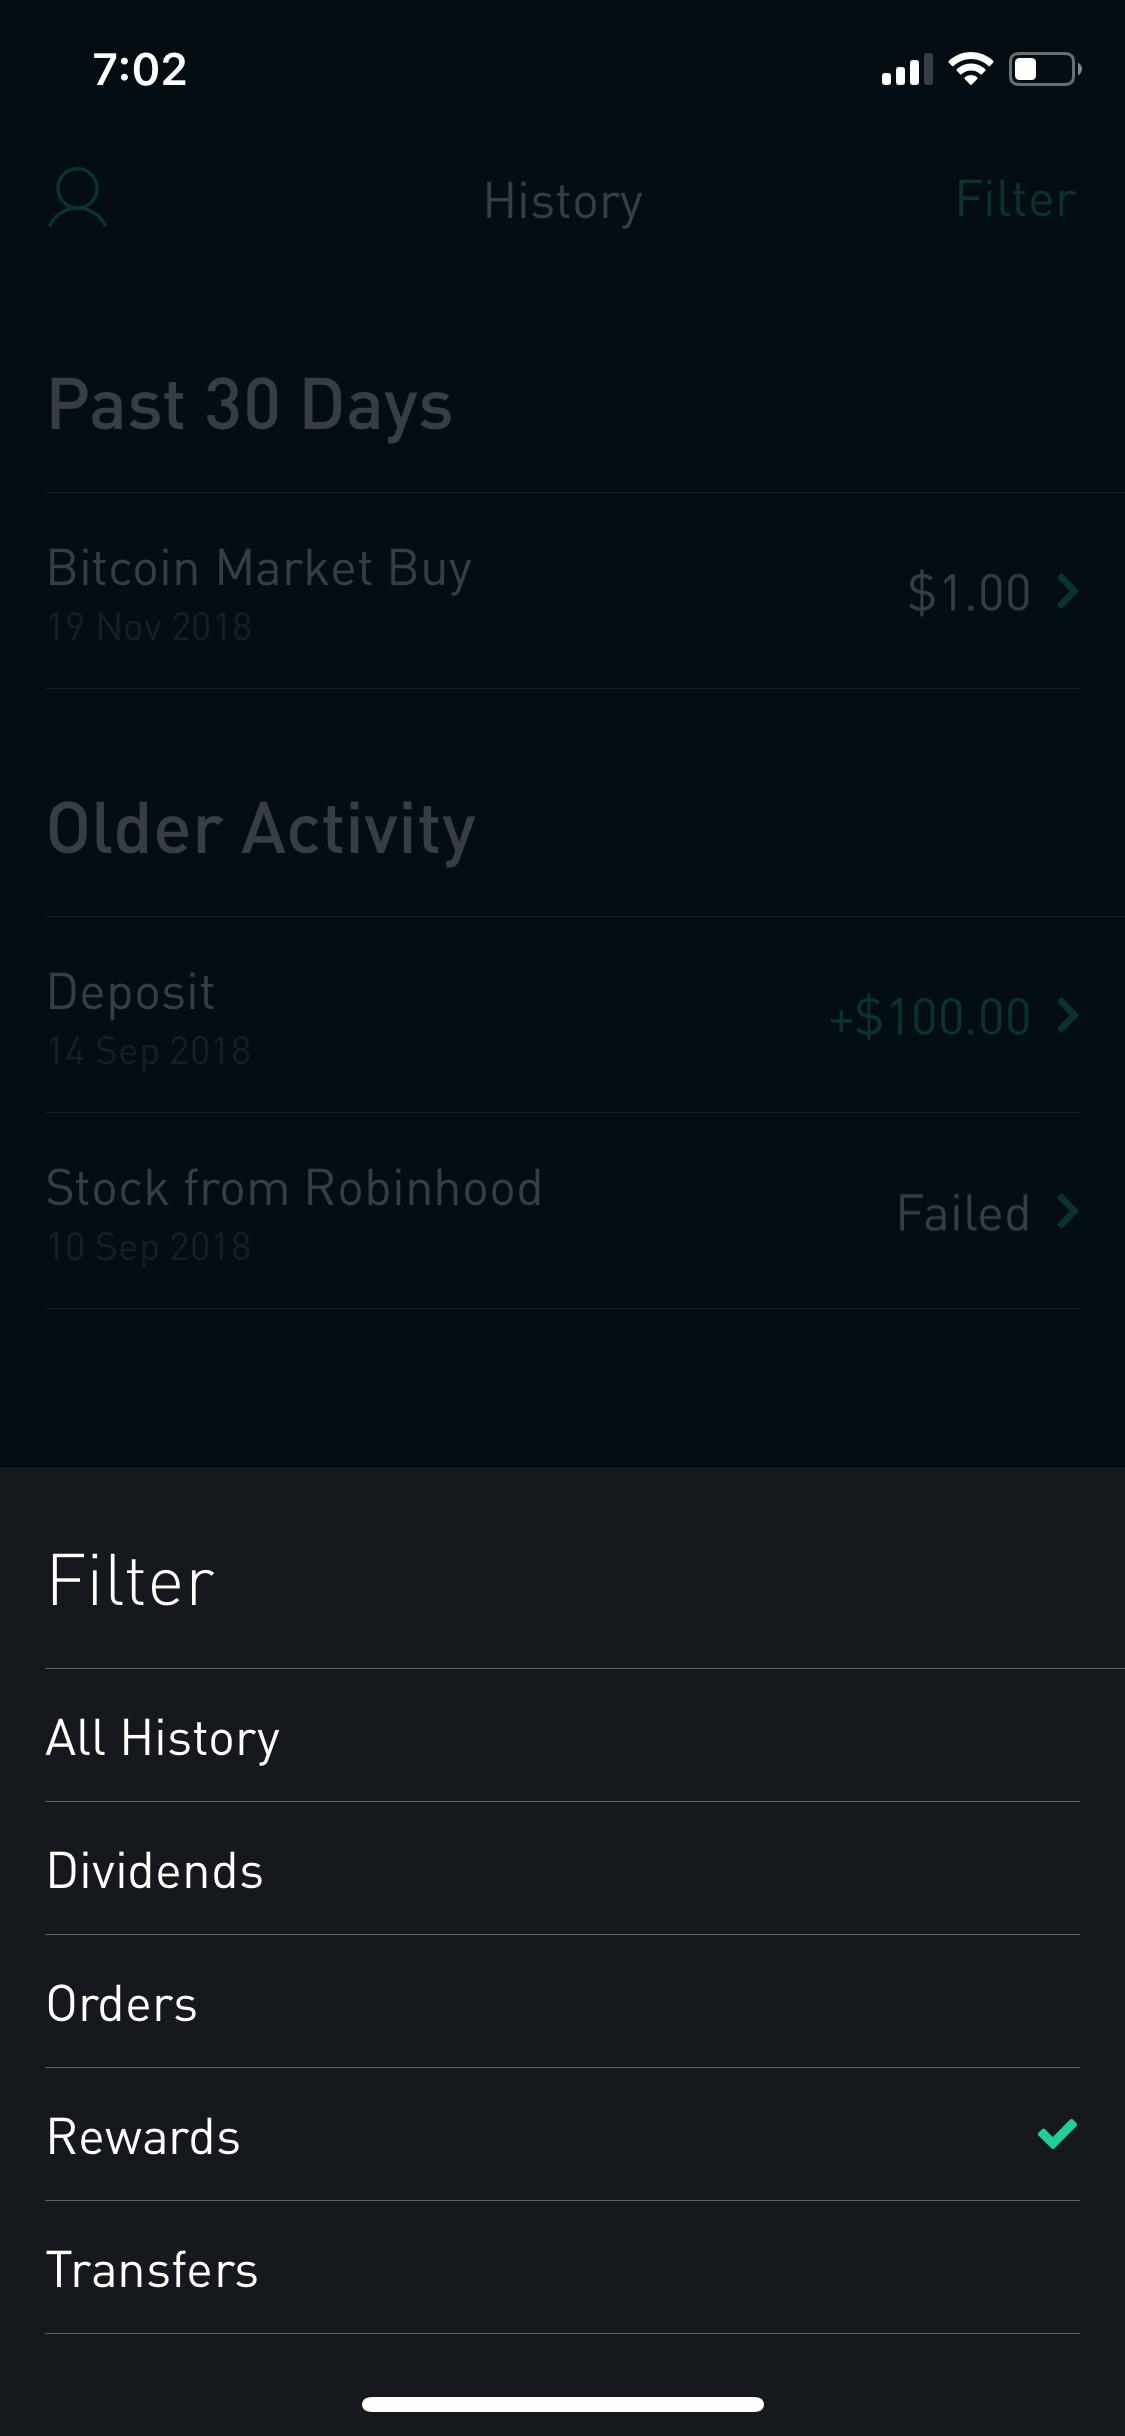 7:02
History
Filter
Past 30 Days
Bitcoin Market Buy
$1.00
19 Nov 2018
Older Activity
Deposit
+$100.00
14 Sep 2018
Stock from Robinhood
Failed
10 Sep 2018
Filter
All History
Dividends
Orders
Rewards
Transfers